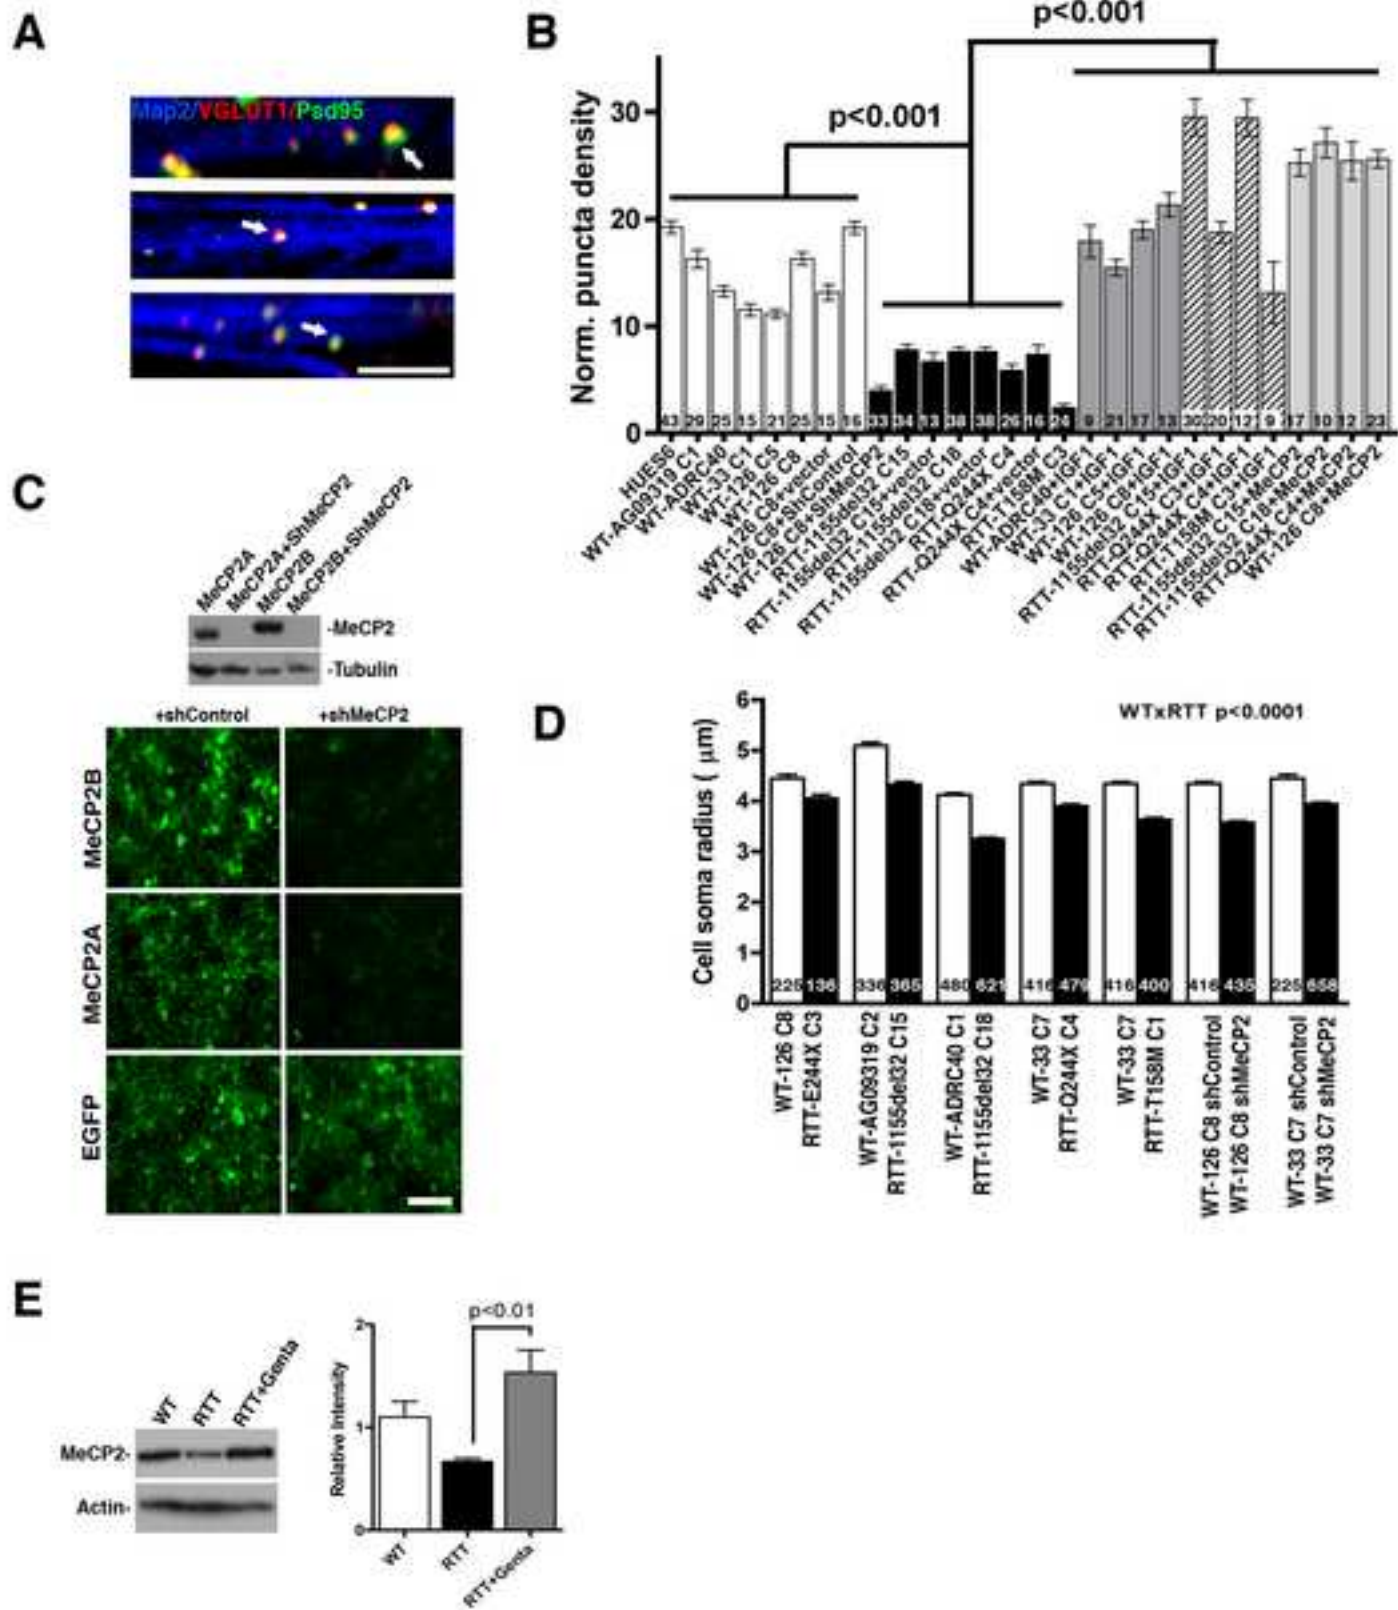 A
Map2/VGLUT1/Psd95
B
p<0.001
p<0.001
Norm. puncta density
30
20
10
0
43 29 25 15 21 25 15 16 33 34 13 38 38 26 16 24 9 21 17 13 30 20 12 9 17 10 12 23
HUES6
WT-AG09319 C1
WT-ADRC40
WT-33 C1
WT-126 C5
WT-126 C8
WT-126 C8+vector
WT-126 C8+ShControl
WT-126 C8+ShMeCP2
RTT-1155del32 C15
RTT-1155del32 C15+vector
RTT-1155del32 C18
RTT-1155del32 C18+vector
RTT-Q244X C4
RTT-Q244X C4+vector
RTT-T158M C3
WT-ADRC40+IGF1
WT-33 C1+IGF1
WT-126 C5+IGF1
WT-126 C8+IGF1
RTT-1155del32 C15+IGF1
RTT-Q244X C3+IGF1
RTT-Q244X C4+IGF1
RTT-T158M C3+IGF1
RTT-1155del32 C15+MeCP2
RTT-1155del32 C18+MeCP2
RTT-Q244X C4+MeCP2
WT-126 C8+MeCP2
C
MeCP2A
MeCP2A+ShMeCP2
MeCP2B
MeCP2B+ShMeCP2
-MeCP2
-Tubulin
+shControl
+shMeCP2
MeCP2B
MeCP2A
EGFP
D
WTxRTT p<0.0001
Cell soma radius ( μm)
6
5
4
3
2
1
0
225 136 336 365 480 621 416 476 416 400 416 435 225 658
WT-126 C8
RTT-E244X C3
WT-AG09319 C2
RTT-1155del32 C15
WT-ADRC40 C1
RTT-1155del32 C18
WT-33 C7
RTT-Q244X C4
WT-33 C7
RTT-T158M C1
WT-126 C8 shControl
WT-126 C8 shMeCP2
WT-33 C7 shControl
WT-33 C7 shMeCP2
E
WT
RTT
RTT+Genta
MeCP2-
Actin-
p<0.01
Relative Intensity
2
1
0
WT
RTT
RTT+Genta